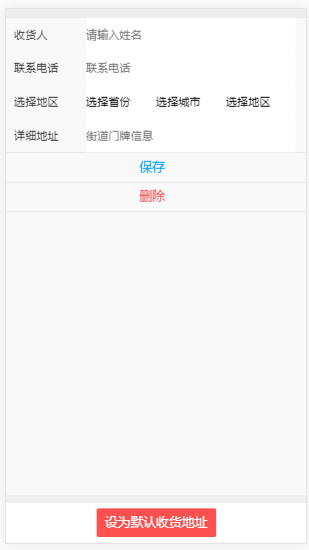 收货人 请输入姓名
联系电话 联系电话
选择地区 选择省份 选择城市 选择地区
详细地址 街道门牌信息
保存
删除
设为默认收货地址